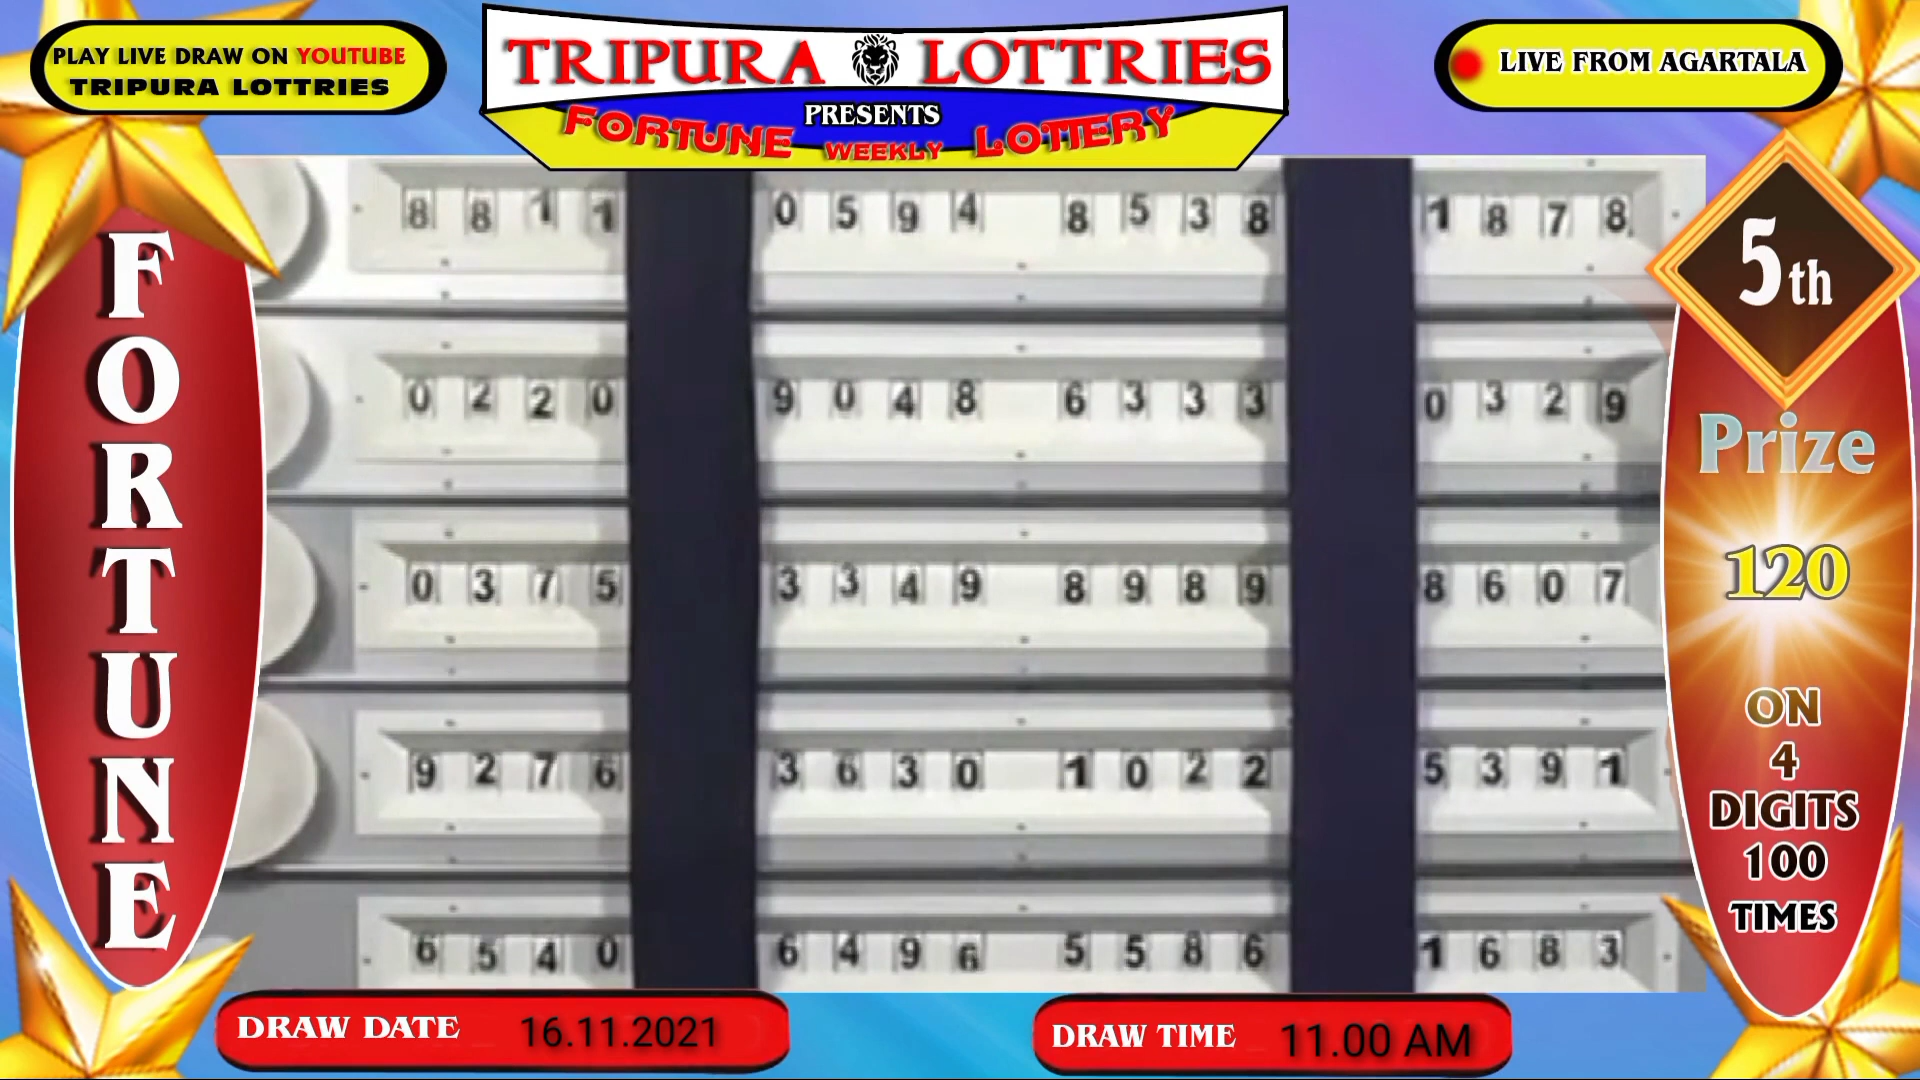 PLAY LIVE DRAW ON YOUTUBE
TRIPURA LOTTRIES
TRIPURA LOTTRIES
PRESENTS
FORTUNE WEEKLY LOTTERY
LIVE FROM AGARTALA
FORTUNE
8811 0594 8538 1878
0220 9048 6333 0329
0375 3349 8989 8607
9276 3630 1022 5391
6540 6496 5586 1683
5th
Prize
120
ON
4
DIGITS
100
TIMES
DRAW DATE 16.11.2021
DRAW TIME 11.00 AM